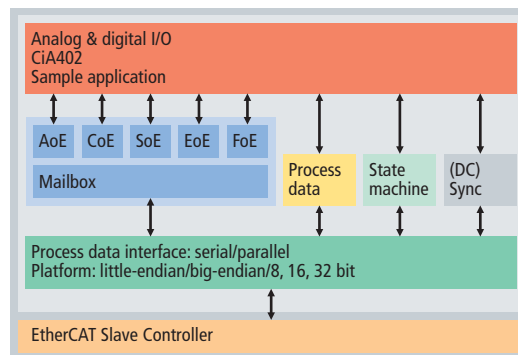 Analog & digital I/O
CiA402
Sample application
AoE CoE SoE EoE FoE
Mailbox
Process
data
State
machine
(DC)
Sync
Process data interface: serial/parallel
Platform: little-endian/big-endian/8, 16, 32 bit
EtherCAT Slave Controller